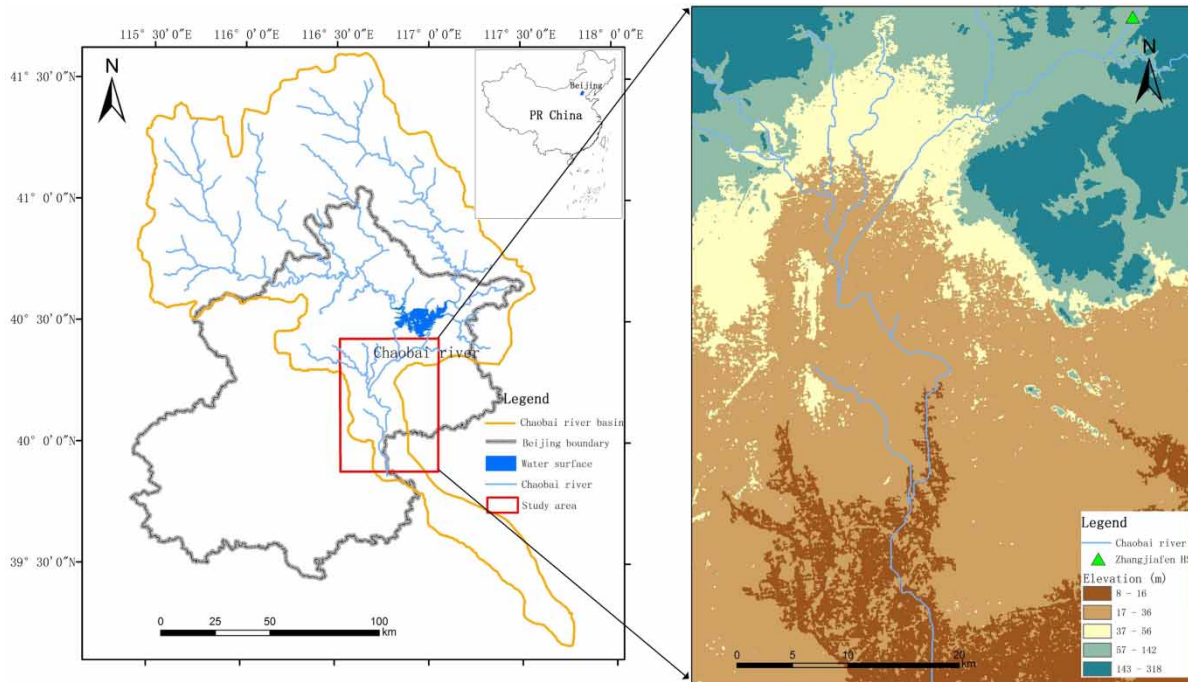 115° 30′0″E
116° 0′0″E
116° 30′0″E
117° 0′0″E
117° 30′0″E
118° 0′0″E
41° 30′0″N
41° 0′0″N
40° 30′0″N
40° 0′0″N
39° 30′0″N
N
Beijing
PR China
Chaobai river
Legend
Chaobai river basin
Beijing boundary
Water surface
Chaobai river
Study area
0 25 50 100
km
N
Legend
Chaobai river
Zhangjiafen HS
Elevation (m)
8 - 16
17 - 36
37 - 56
57 - 142
143 - 318
0 5 10 20
km